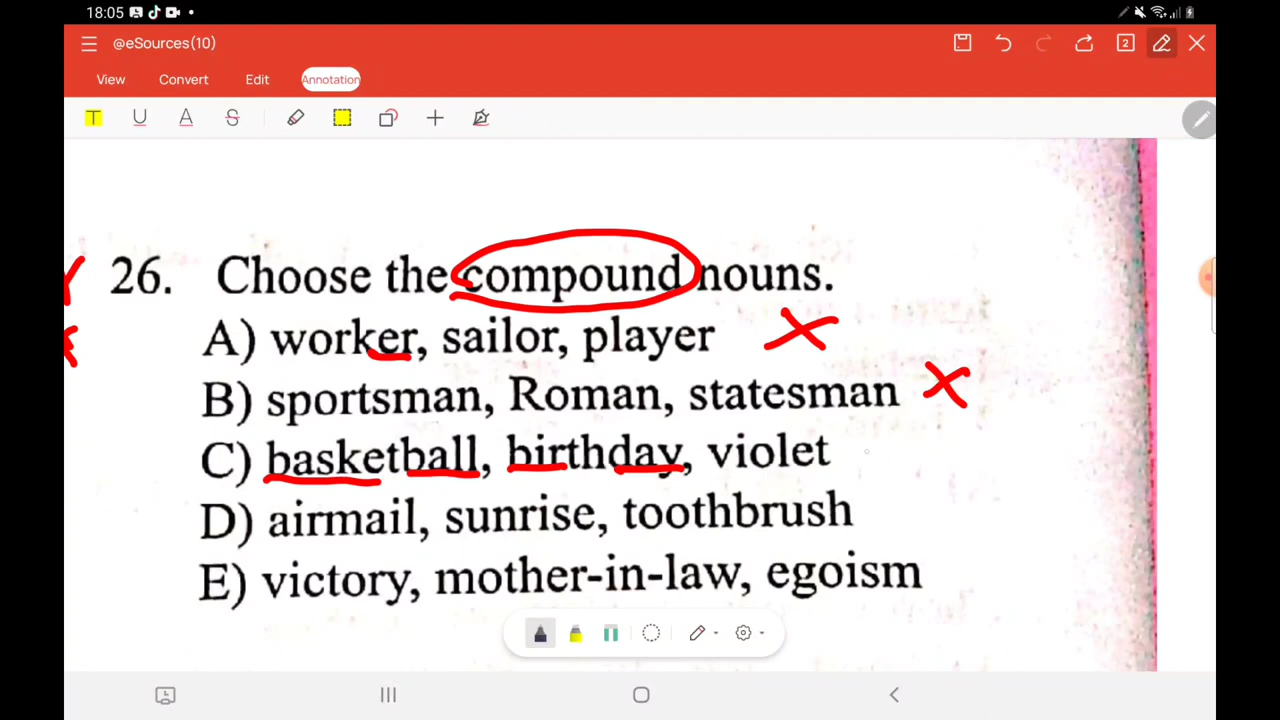 18:05
@eSources(10)
2
View Convert Edit Annotation
T U A S
26. Choose the compound nouns.
A) worker, sailor, player
B) sportsman, Roman, statesman
C) basketball, birthday, violet
D) airmail, sunrise, toothbrush
E) victory, mother-in-law, egoism